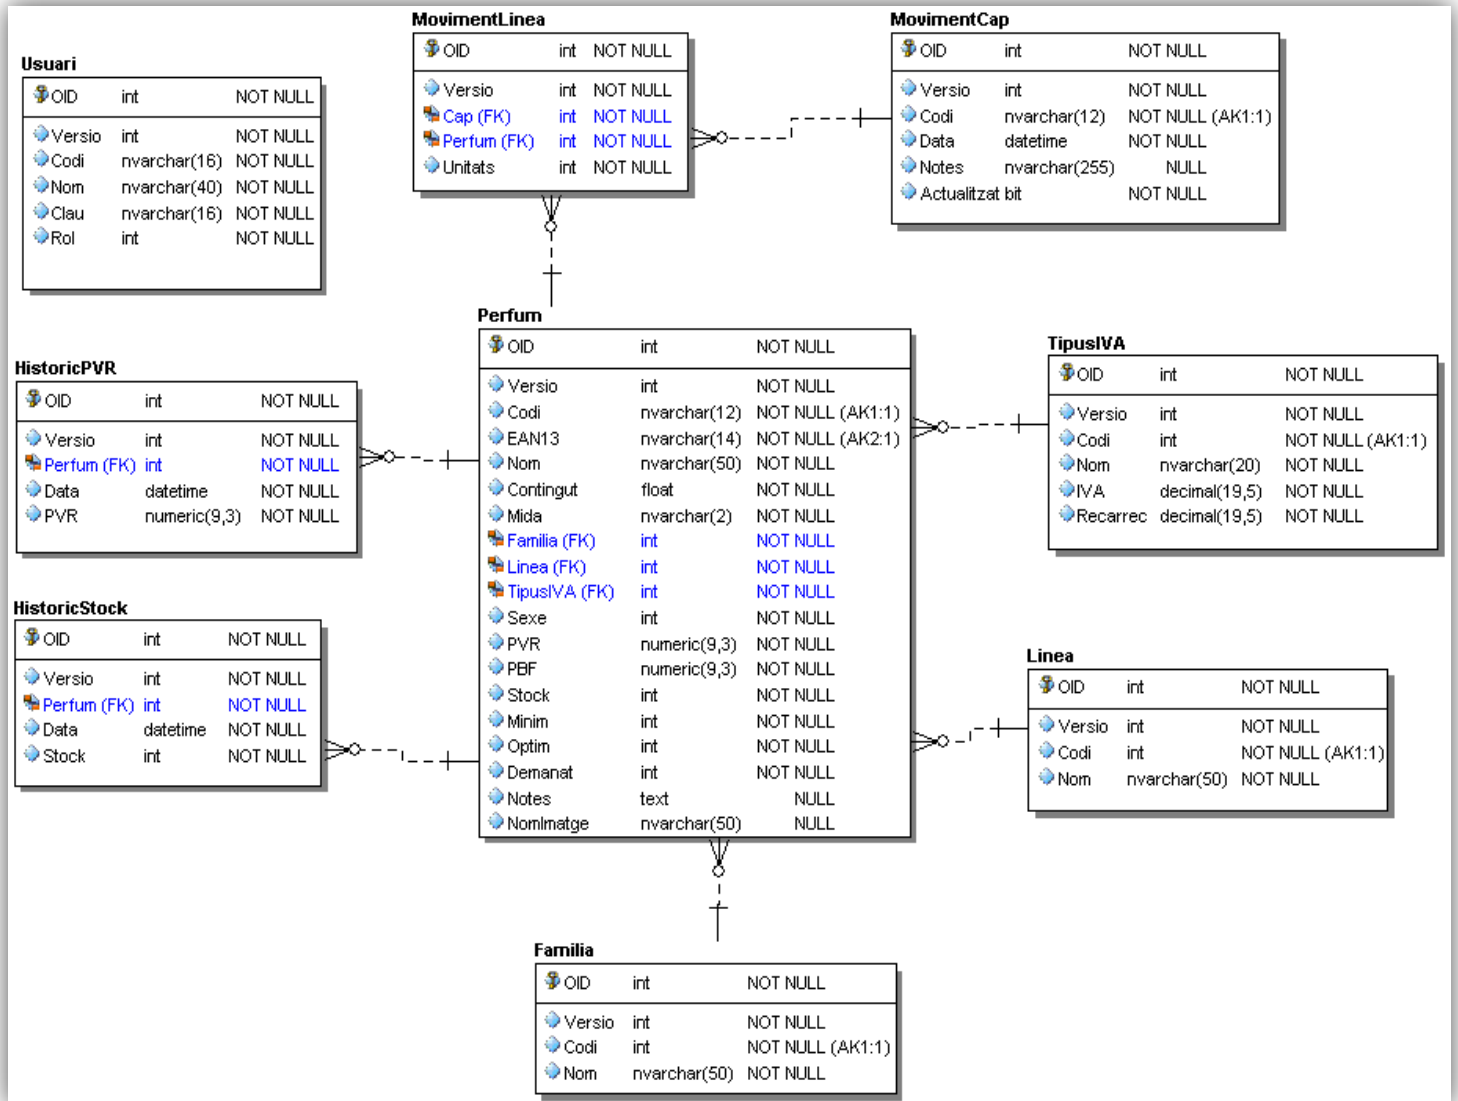 Usuari
OID int NOT NULL
Versio int NOT NULL
Codi nvarchar(16) NOT NULL
Nom nvarchar(40) NOT NULL
Clau nvarchar(16) NOT NULL
Rol int NOT NULL
MovimentLinea
OID int NOT NULL
Versio int NOT NULL
Cap (FK) int NOT NULL
Perfum (FK) int NOT NULL
Unitats int NOT NULL
MovimentCap
OID int NOT NULL
Versio int NOT NULL
Codi nvarchar(12) NOT NULL (AK1:1)
Data datetime NOT NULL
Notes nvarchar(255) NULL
Actualitzat bit NOT NULL
HistoricPVR
OID int NOT NULL
Versio int NOT NULL
Perfum (FK) int NOT NULL
Data datetime NOT NULL
PVR numeric(9,3) NOT NULL
Perfum
OID int NOT NULL
Versio int NOT NULL
Codi nvarchar(12) NOT NULL (AK1:1)
EAN13 nvarchar(14) NOT NULL (AK2:1)
Nom nvarchar(50) NOT NULL
Contingut float NOT NULL
Mida nvarchar(2) NOT NULL
Familia (FK) int NOT NULL
Linea (FK) int NOT NULL
TipusIVA (FK) int NOT NULL
Sexe int NOT NULL
PVR numeric(9,3) NOT NULL
PBF numeric(9,3) NOT NULL
Stock int NOT NULL
Minim int NOT NULL
Optim int NOT NULL
Demanat int NOT NULL
Notes text NULL
NomImatge nvarchar(50) NULL
TipusIVA
OID int NOT NULL
Versio int NOT NULL
Codi int NOT NULL (AK1:1)
Nom nvarchar(20) NOT NULL
IVA decimal(19,5) NOT NULL
Recarrec decimal(19,5) NOT NULL
HistoricStock
OID int NOT NULL
Versio int NOT NULL
Perfum (FK) int NOT NULL
Data datetime NOT NULL
Stock int NOT NULL
Linea
OID int NOT NULL
Versio int NOT NULL
Codi int NOT NULL (AK1:1)
Nom nvarchar(50) NOT NULL
Familia
OID int NOT NULL
Versio int NOT NULL
Codi int NOT NULL (AK1:1)
Nom nvarchar(50) NOT NULL